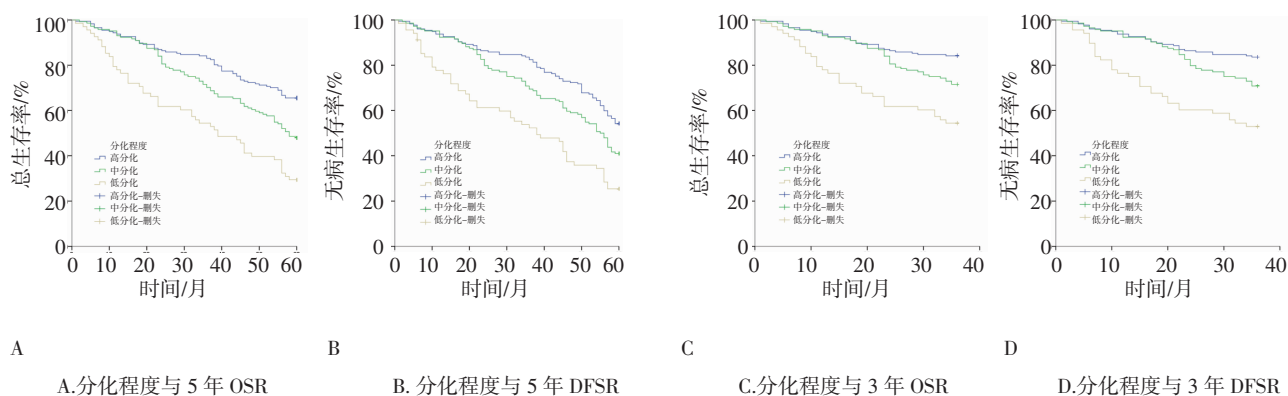 100
80
60
40
20
0
总生存率/%
分化程度
高分化
中分化
低分化
高分化-删失
中分化-删失
低分化-删失
0 10 20 30 40 50 60
时间/月
100
80
60
40
20
0
无病生存率/%
分化程度
高分化
中分化
低分化
高分化-删失
中分化-删失
低分化-删失
0 10 20 30 40 50 60
时间/月
100
80
60
40
20
0
总生存率/%
分化程度
高分化
中分化
低分化
高分化-删失
中分化-删失
低分化-删失
0 10 20 30 40
时间/月
100
80
60
40
20
0
无病生存率/%
分化程度
高分化
中分化
低分化
高分化-删失
中分化-删失
低分化-删失
0 10 20 30 40
时间/月
A B C D
A.分化程度与 5 年 OSR
B. 分化程度与 5 年 DFSR
C.分化程度与 3 年 OSR
D.分化程度与 3 年 DFSR